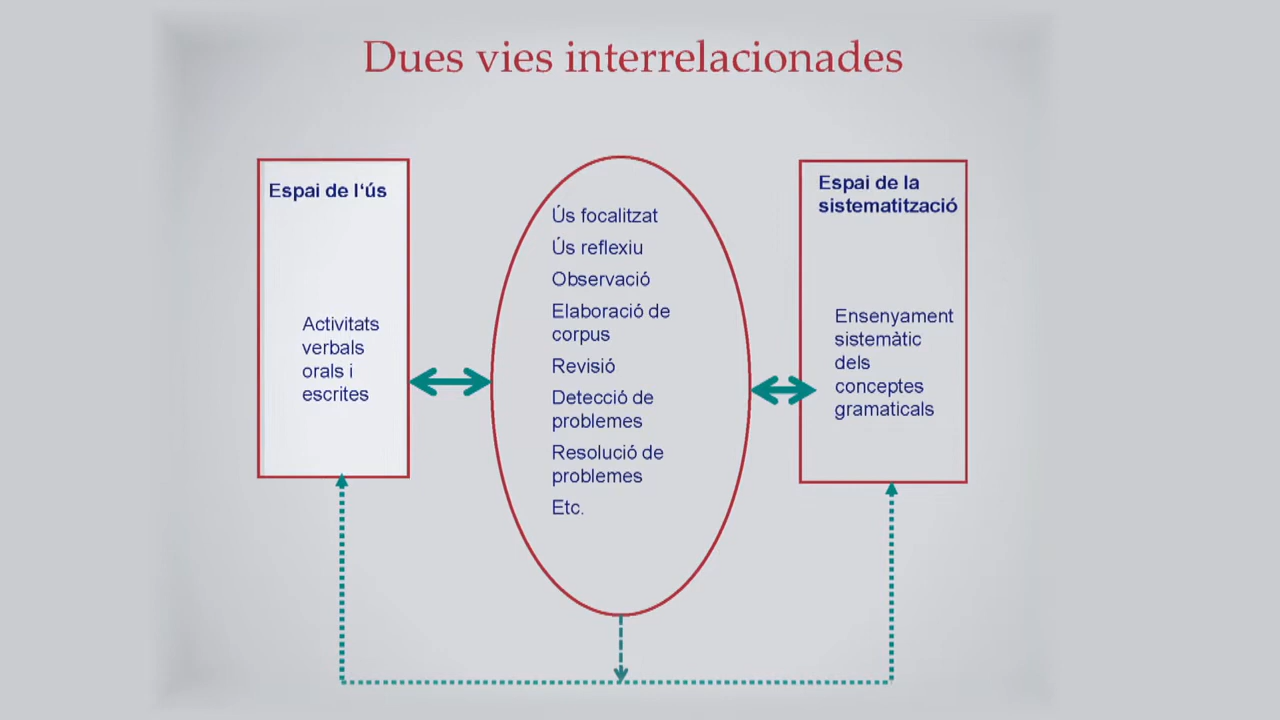 Dues vies interrelacionades
Espai de l‘ús
Activitats
verbals
orals i
escrites
Ús focalitzat
Ús reflexiu
Observació
Elaboració de
corpus
Revisió
Detecció de
problemes
Resolució de
problemes
Etc.
Espai de la
sistematització
Ensenyament
sistemàtic
dels
conceptes
gramaticals